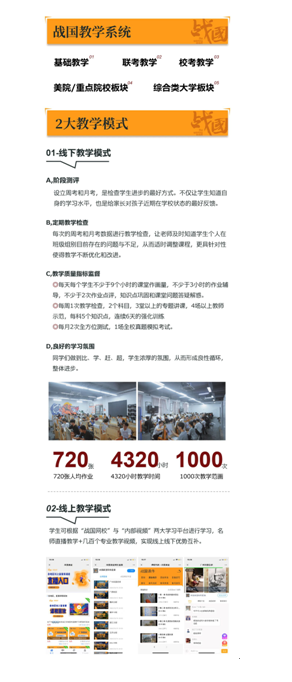 战国教学系统
战国
基础教学01
联考教学02
校考教学03
美院/重点院校板块04
综合类大学板块05
2大教学模式
战国
01-线下教学模式
A,阶段测评
设立周考和月考，是检查学生进步的最好方式。不仅让学生知道自
身的学习水平，也是给家长对孩子近期在学校状态的最好反馈。
B,定期教学检查
每次的周考和月考数据进行教学检查，让老师及时知道学生个人在
班级组别目前存在的问题与不足，从而适时调整课程，更具针对性
使得教学不断优化和改进。
C,教学质量指标监督
◎每天每个学生不少于9个小时的课堂作画量，不少于3小时的作业辅
导，不少于2次作业点评，知识点巩固和课堂问题答疑解惑。
◎每周1次教学检查，2个科目，3堂以上的专题讲课，4场以上教师
示范，每科5个知识点，连续6天的强化训练
◎每月2次全方位测试，1场全校真题模拟考试。
D,良好的学习氛围
同学们做到比、学、赶、超，学生浓厚的氛围，从而形成良性循环，
整体进步。
720张
4320小时
1000次
720张人均作业
4320小时教学时间
1000次教学范画
02-线上教学模式
学生可根据“战国网校”与“内部视频”两大学习平台进行学习，名
师直播教学+几百个专业教学视频，实现线上线下优势互补。